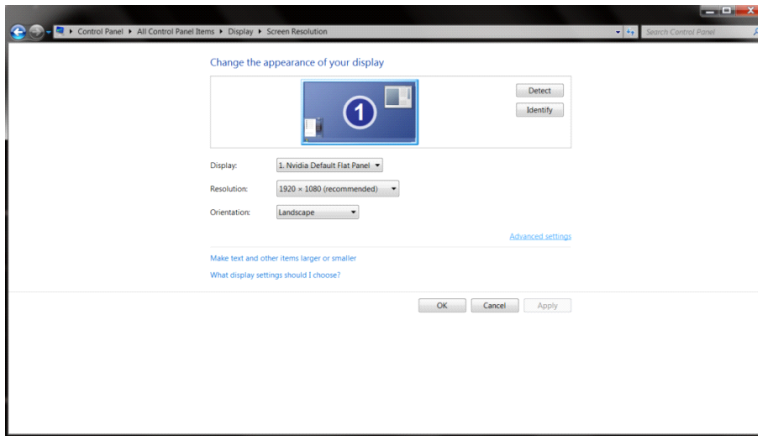 Control Panel ▸ All Control Panel Items ▸ Display ▸ Screen Resolution
Search Control Panel
Change the appearance of your display
1
Detect
Identify
Display: 1. Nvidia Default Flat Panel
Resolution: 1920 × 1080 (recommended)
Orientation: Landscape
Advanced settings
Make text and other items larger or smaller
What display settings should I choose?
OK Cancel Apply